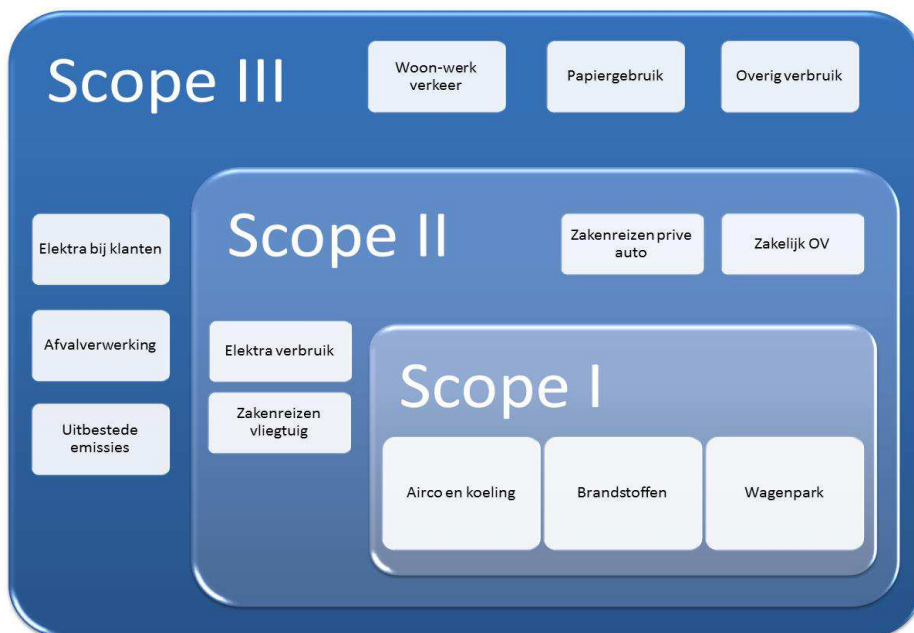 Scope III
Woon-werk
verkeer
Papiergebruik
Overig verbruik
Elektra bij klanten
Afvalverwerking
Uitbestede
emissies
Scope II
Zakenreizen prive
auto
Zakelijk OV
Elektra verbruik
Zakenreizen
vliegtuig
Scope I
Airco en koeling
Brandstoffen
Wagenpark